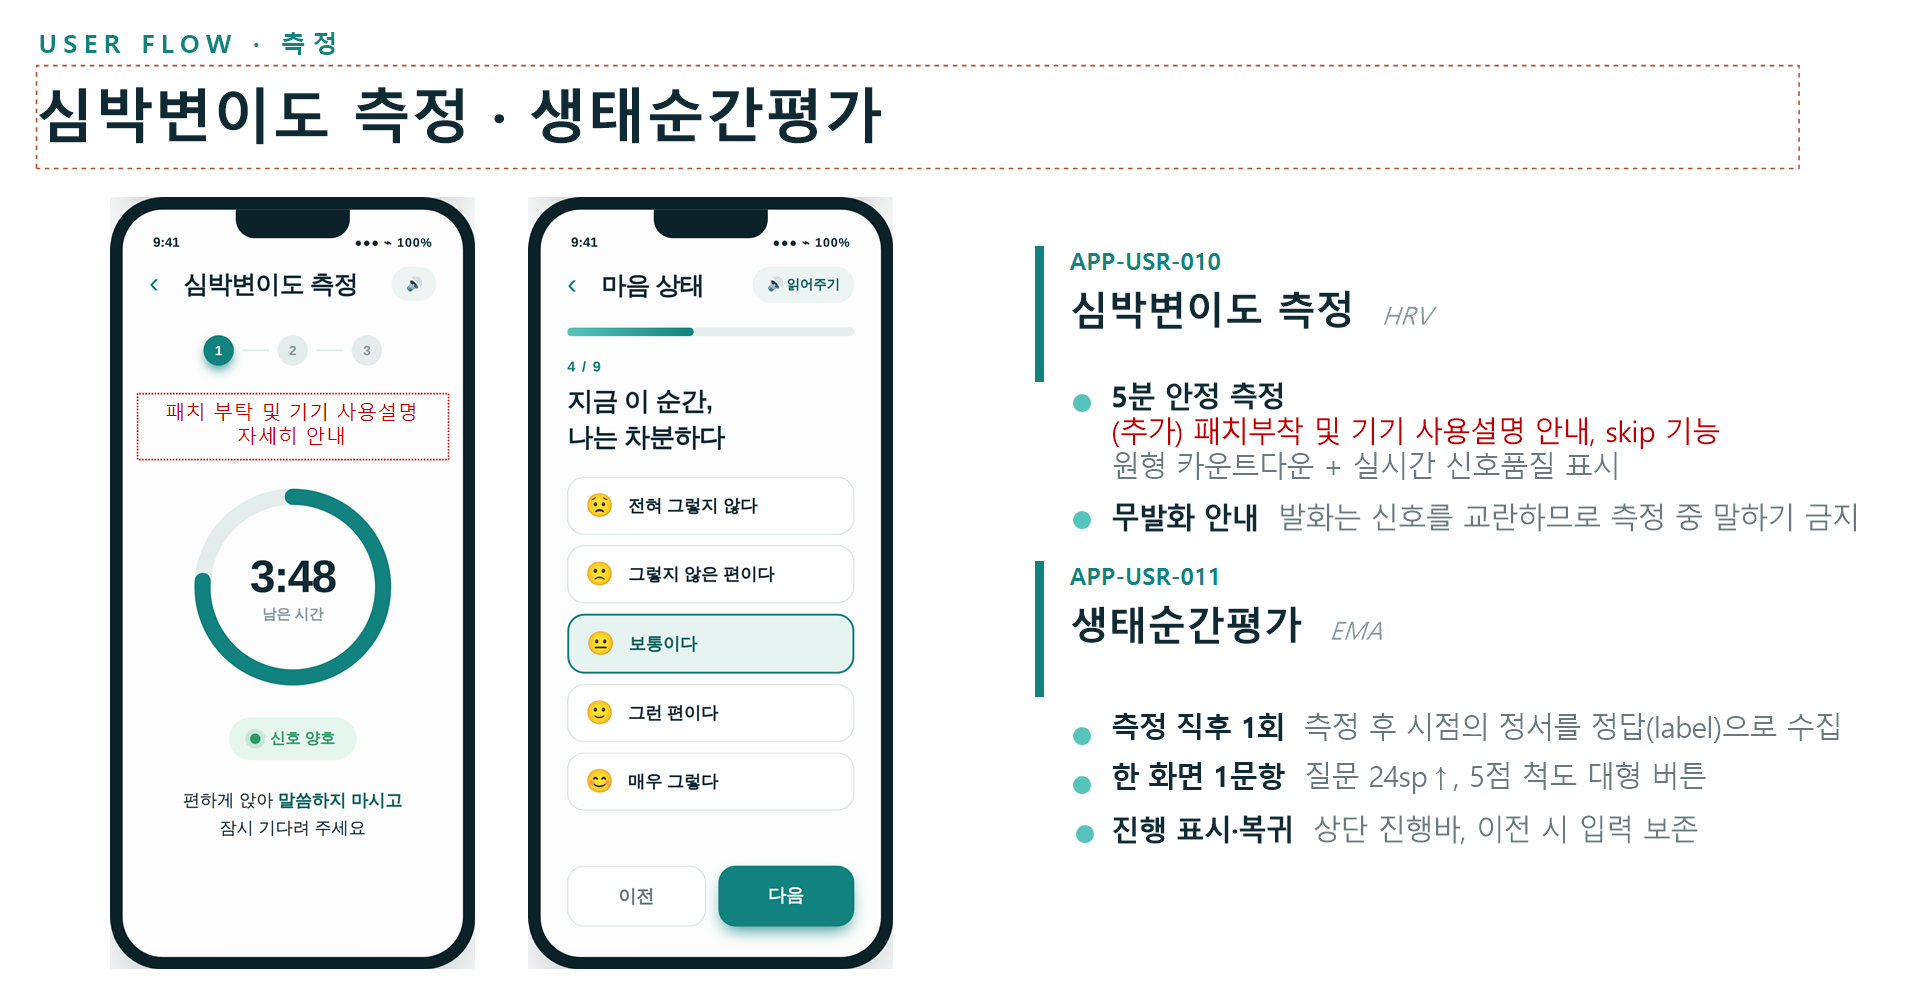 USER FLOW · 측정
심박변이도 측정 · 생태순간평가
9:41
100%
심박변이도 측정
1
2
3
패치 부탁 및 기기 사용설명
자세히 안내
3:48
남은 시간
신호 양호
편하게 앉아 말씀하지 마시고
잠시 기다려 주세요
9:41
100%
마음 상태
읽어주기
4 / 9
지금 이 순간,
나는 차분하다
전혀 그렇지 않다
그렇지 않은 편이다
보통이다
그런 편이다
매우 그렇다
이전
다음
APP-USR-010
심박변이도 측정 HRV
5분 안정 측정
(추가) 패치부착 및 기기 사용설명 안내, skip 기능
원형 카운트다운 + 실시간 신호품질 표시
무발화 안내 발화는 신호를 교란하므로 측정 중 말하기 금지
APP-USR-011
생태순간평가 EMA
측정 직후 1회 측정 후 시점의 정서를 정답(label)으로 수집
한 화면 1문항 질문 24sp↑, 5점 척도 대형 버튼
진행 표시·복귀 상단 진행바, 이전 시 입력 보존